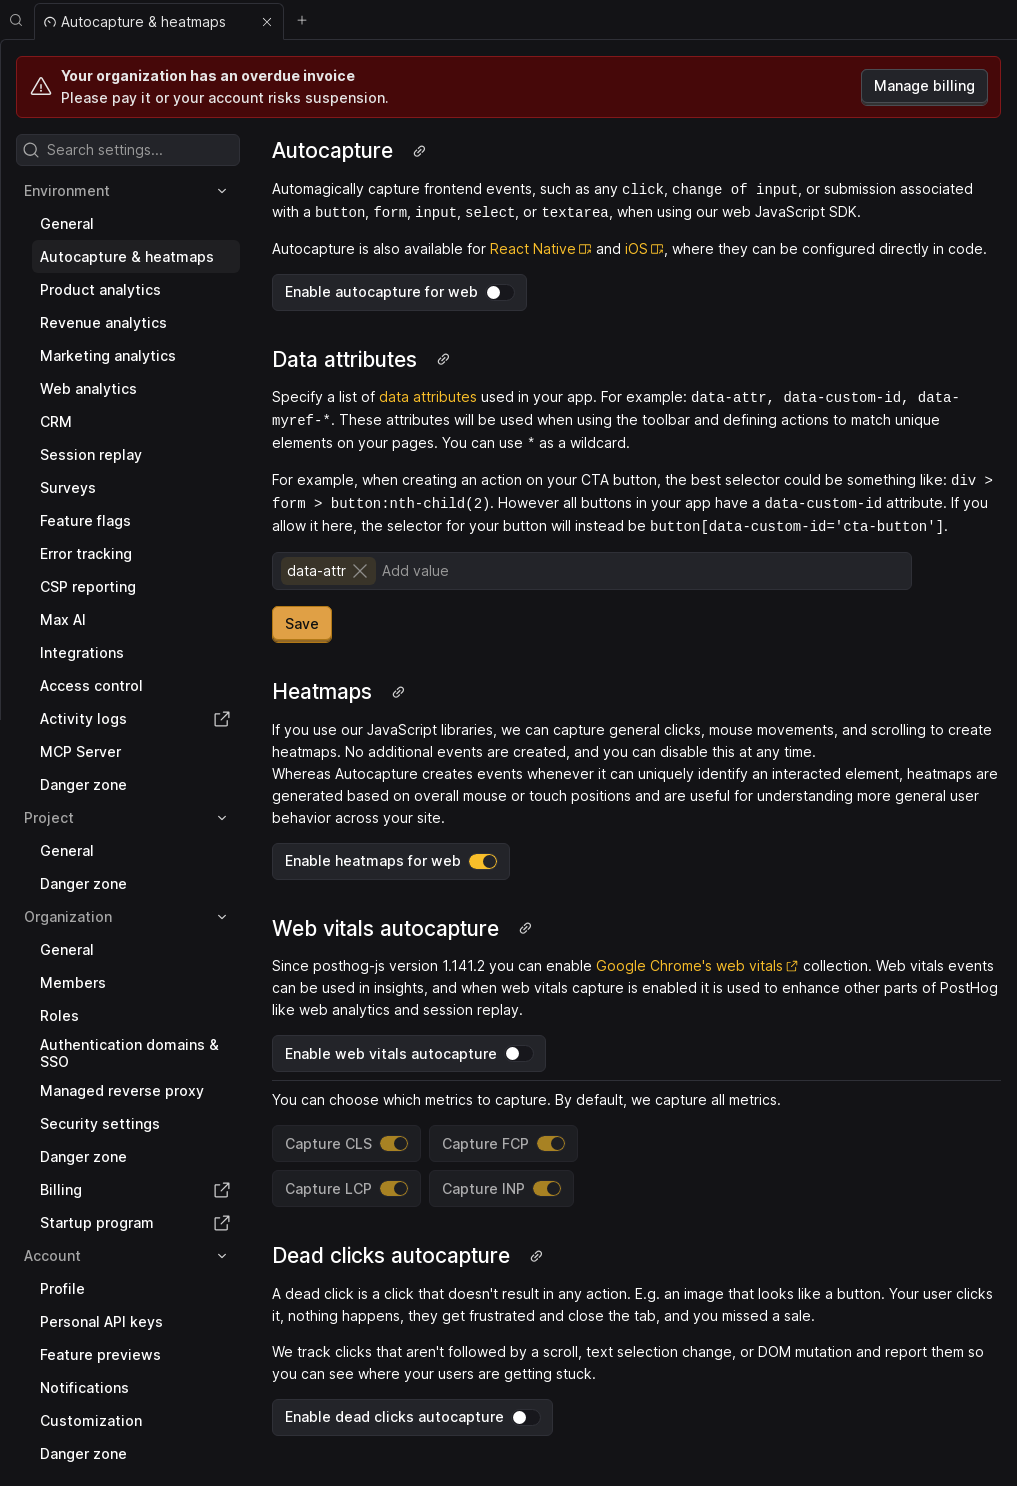 Autocapture & heatmaps
Your organization has an overdue invoice
Please pay it or your account risks suspension.
Manage billing
Search settings...
Environment
General
Autocapture & heatmaps
Product analytics
Revenue analytics
Marketing analytics
Web analytics
CRM
Session replay
Surveys
Feature flags
Error tracking
CSP reporting
Max AI
Integrations
Access control
Activity logs
MCP Server
Danger zone
Project
General
Danger zone
Organization
General
Members
Roles
Authentication domains &
SSO
Managed reverse proxy
Security settings
Danger zone
Billing
Startup program
Account
Profile
Personal API keys
Feature previews
Notifications
Customization
Danger zone
Autocapture
Automagically capture frontend events, such as any click, change of input, or submission associated
with a button, form, input, select, or textarea, when using our web JavaScript SDK.
Autocapture is also available for React Native and iOS, where they can be configured directly in code.
Enable autocapture for web
Data attributes
Specify a list of data attributes used in your app. For example: data-attr, data-custom-id, data-
myref-*. These attributes will be used when using the toolbar and defining actions to match unique
elements on your pages. You can use * as a wildcard.
For example, when creating an action on your CTA button, the best selector could be something like: div >
form > button:nth-child(2). However all buttons in your app have a data-custom-id attribute. If you
allow it here, the selector for your button will instead be button[data-custom-id='cta-button'].
data-attr Add value
Save
Heatmaps
If you use our JavaScript libraries, we can capture general clicks, mouse movements, and scrolling to create
heatmaps. No additional events are created, and you can disable this at any time.
Whereas Autocapture creates events whenever it can uniquely identify an interacted element, heatmaps are
generated based on overall mouse or touch positions and are useful for understanding more general user
behavior across your site.
Enable heatmaps for web
Web vitals autocapture
Since posthog-js version 1.141.2 you can enable Google Chrome's web vitals collection. Web vitals events
can be used in insights, and when web vitals capture is enabled it is used to enhance other parts of PostHog
like web analytics and session replay.
Enable web vitals autocapture
You can choose which metrics to capture. By default, we capture all metrics.
Capture CLS Capture FCP
Capture LCP Capture INP
Dead clicks autocapture
A dead click is a click that doesn't result in any action. E.g. an image that looks like a button. Your user clicks
it, nothing happens, they get frustrated and close the tab, and you missed a sale.
We track clicks that aren't followed by a scroll, text selection change, or DOM mutation and report them so
you can see where your users are getting stuck.
Enable dead clicks autocapture